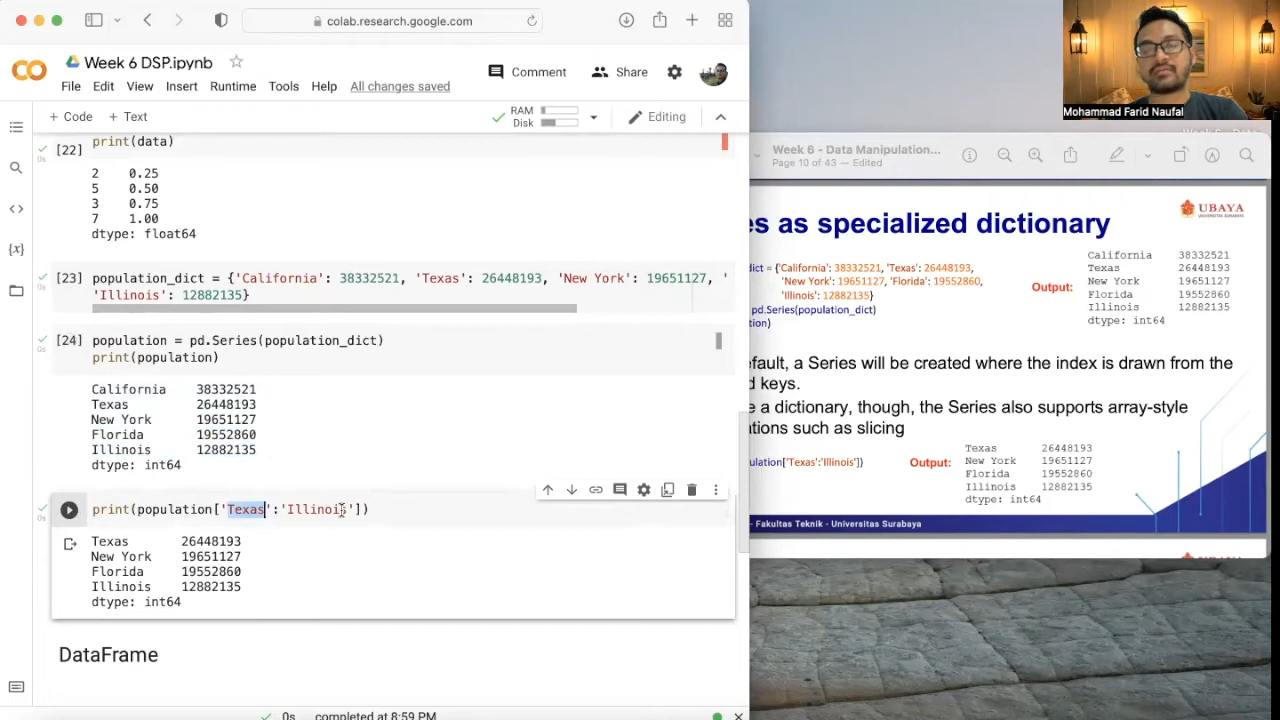 colab.research.google.com
Week 6 DSP.ipynb
File Edit View Insert Runtime Tools Help All changes saved
Comment Share
+ Code + Text
RAM
Disk
Editing
[22] print(data)
0s
2 0.25
5 0.50
3 0.75
7 1.00
dtype: float64
[23] population_dict = {'California': 38332521, 'Texas': 26448193, 'New York': 19651127, '
0s
'Illinois': 12882135}
[24] population = pd.Series(population_dict)
0s
print(population)
California 38332521
Texas 26448193
New York 19651127
Florida 19552860
Illinois 12882135
dtype: int64
print(population['Texas':'Illinois'])
0s
Texas 26448193
New York 19651127
Florida 19552860
Illinois 12882135
dtype: int64
DataFrame
0s completed at 8:59 PM
Mohammad Farid Naufal
Week 6 - Data Manipulation...
Page 10 of 43 — Edited
UBAYA
UNIVERSITAS SURABAYA
es as specialized dictionary
dict = {'California': 38332521, 'Texas': 26448193,
'New York': 19651127, 'Florida': 19552860,
'Illinois': 12882135}
pd.Series(population_dict)
ion)
Output:
California 38332521
Texas 26448193
New York 19651127
Florida 19552860
Illinois 12882135
dtype: int64
efault, a Series will be created where the index is drawn from the
d keys.
e a dictionary, though, the Series also supports array-style
ations such as slicing
ulation['Texas':'Illinois'])
Output:
Texas 26448193
New York 19651127
Florida 19552860
Illinois 12882135
dtype: int64
- Fakultas Teknik - Universitas Surabaya